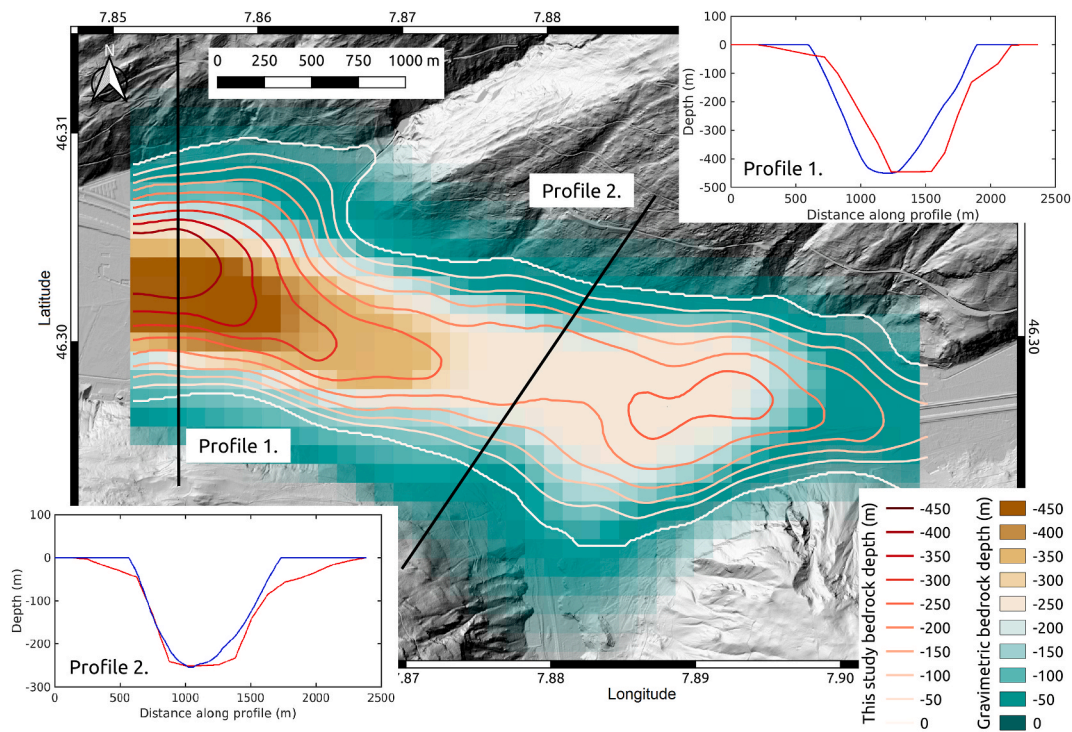 7.85 7.86 7.87 7.88
N
0 250 500 750 1000 m
46.31
46.30
Latitude
Profile 2.
Profile 1.
46.30
100
0
-100
-200
-300
-400
-500
Depth (m)
Profile 1.
0 500 1000 1500 2000 2500
Distance along profile (m)
100
0
-100
-200
-300
Depth (m)
Profile 2.
0 500 1000 1500 2000 2500
Distance along profile (m)
7.87 7.88 7.89 7.90
Longitude
This study bedrock depth (m)
-450
-400
-350
-300
-250
-200
-150
-100
-50
0
Gravimetric bedrock depth (m)
-450
-400
-350
-300
-250
-200
-150
-100
-50
0